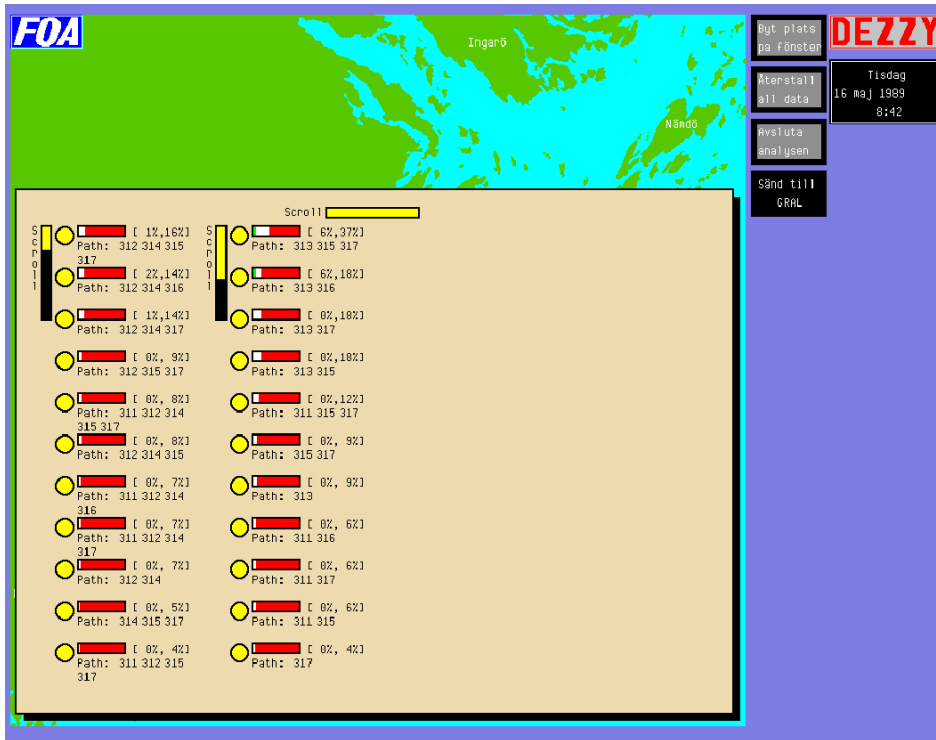 FOA
Ingarö
Nämdö
Byt plats
pa fönster
Återstall
all data
Avsluta
analysen
Sänd till
GRAL
DEZZY
Tisdag
16 maj 1989
8:42
Scroll
Scroll
[ 1%,16%]
Path: 312 314 315
317
[ 2%,14%]
Path: 312 314 316
[ 1%,14%]
Path: 312 314 317
[ 0%, 9%]
Path: 312 315 317
[ 0%, 8%]
Path: 311 312 314
315 317
[ 0%, 8%]
Path: 312 314 315
[ 0%, 7%]
Path: 311 312 314
316
[ 0%, 7%]
Path: 311 312 314
317
[ 0%, 7%]
Path: 312 314
[ 0%, 5%]
Path: 314 315 317
[ 0%, 4%]
Path: 311 312 315
317
Scroll
[ 6%,37%]
Path: 313 315 317
[ 6%,18%]
Path: 313 316
[ 0%,18%]
Path: 313 317
[ 0%,18%]
Path: 313 315
[ 0%,12%]
Path: 311 315 317
[ 0%, 9%]
Path: 315 317
[ 0%, 9%]
Path: 313
[ 0%, 6%]
Path: 311 316
[ 0%, 6%]
Path: 311 317
[ 0%, 6%]
Path: 311 315
[ 0%, 4%]
Path: 317